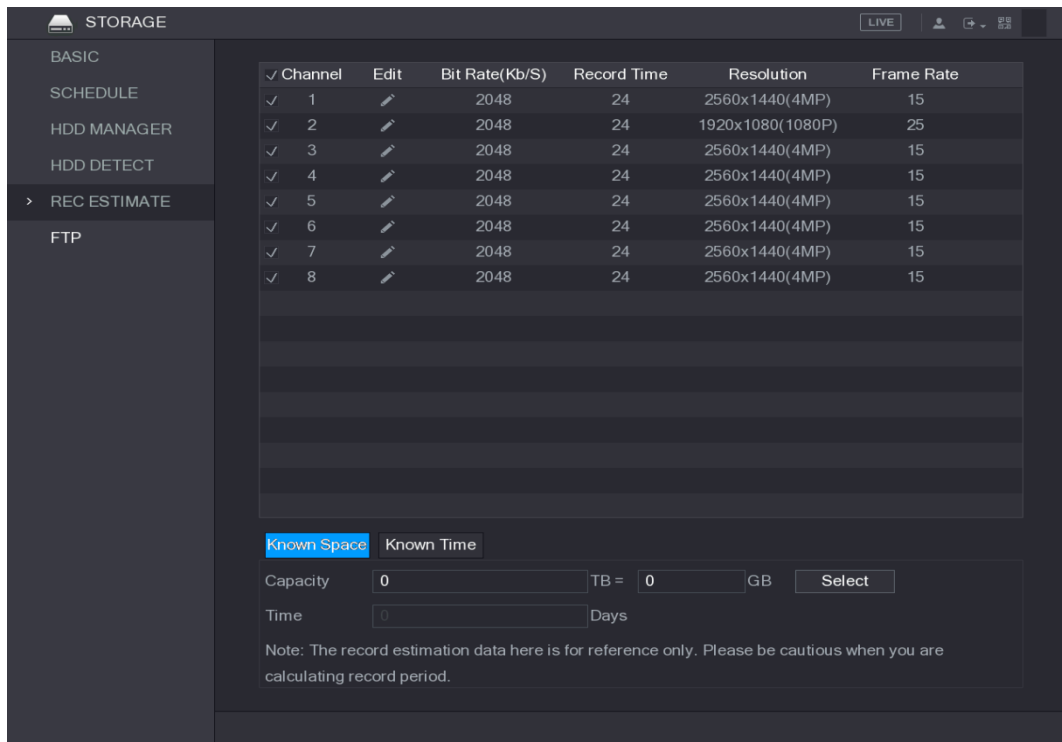 STORAGE LIVE
BASIC
SCHEDULE
HDD MANAGER
HDD DETECT
> REC ESTIMATE
FTP
Channel Edit Bit Rate(Kb/S) Record Time Resolution Frame Rate
1 2048 24 2560x1440(4MP) 15
2 2048 24 1920x1080(1080P) 25
3 2048 24 2560x1440(4MP) 15
4 2048 24 2560x1440(4MP) 15
5 2048 24 2560x1440(4MP) 15
6 2048 24 2560x1440(4MP) 15
7 2048 24 2560x1440(4MP) 15
8 2048 24 2560x1440(4MP) 15
Known Space Known Time
Capacity 0 TB = 0 GB Select
Time 0 Days
Note: The record estimation data here is for reference only. Please be cautious when you are
calculating record period.